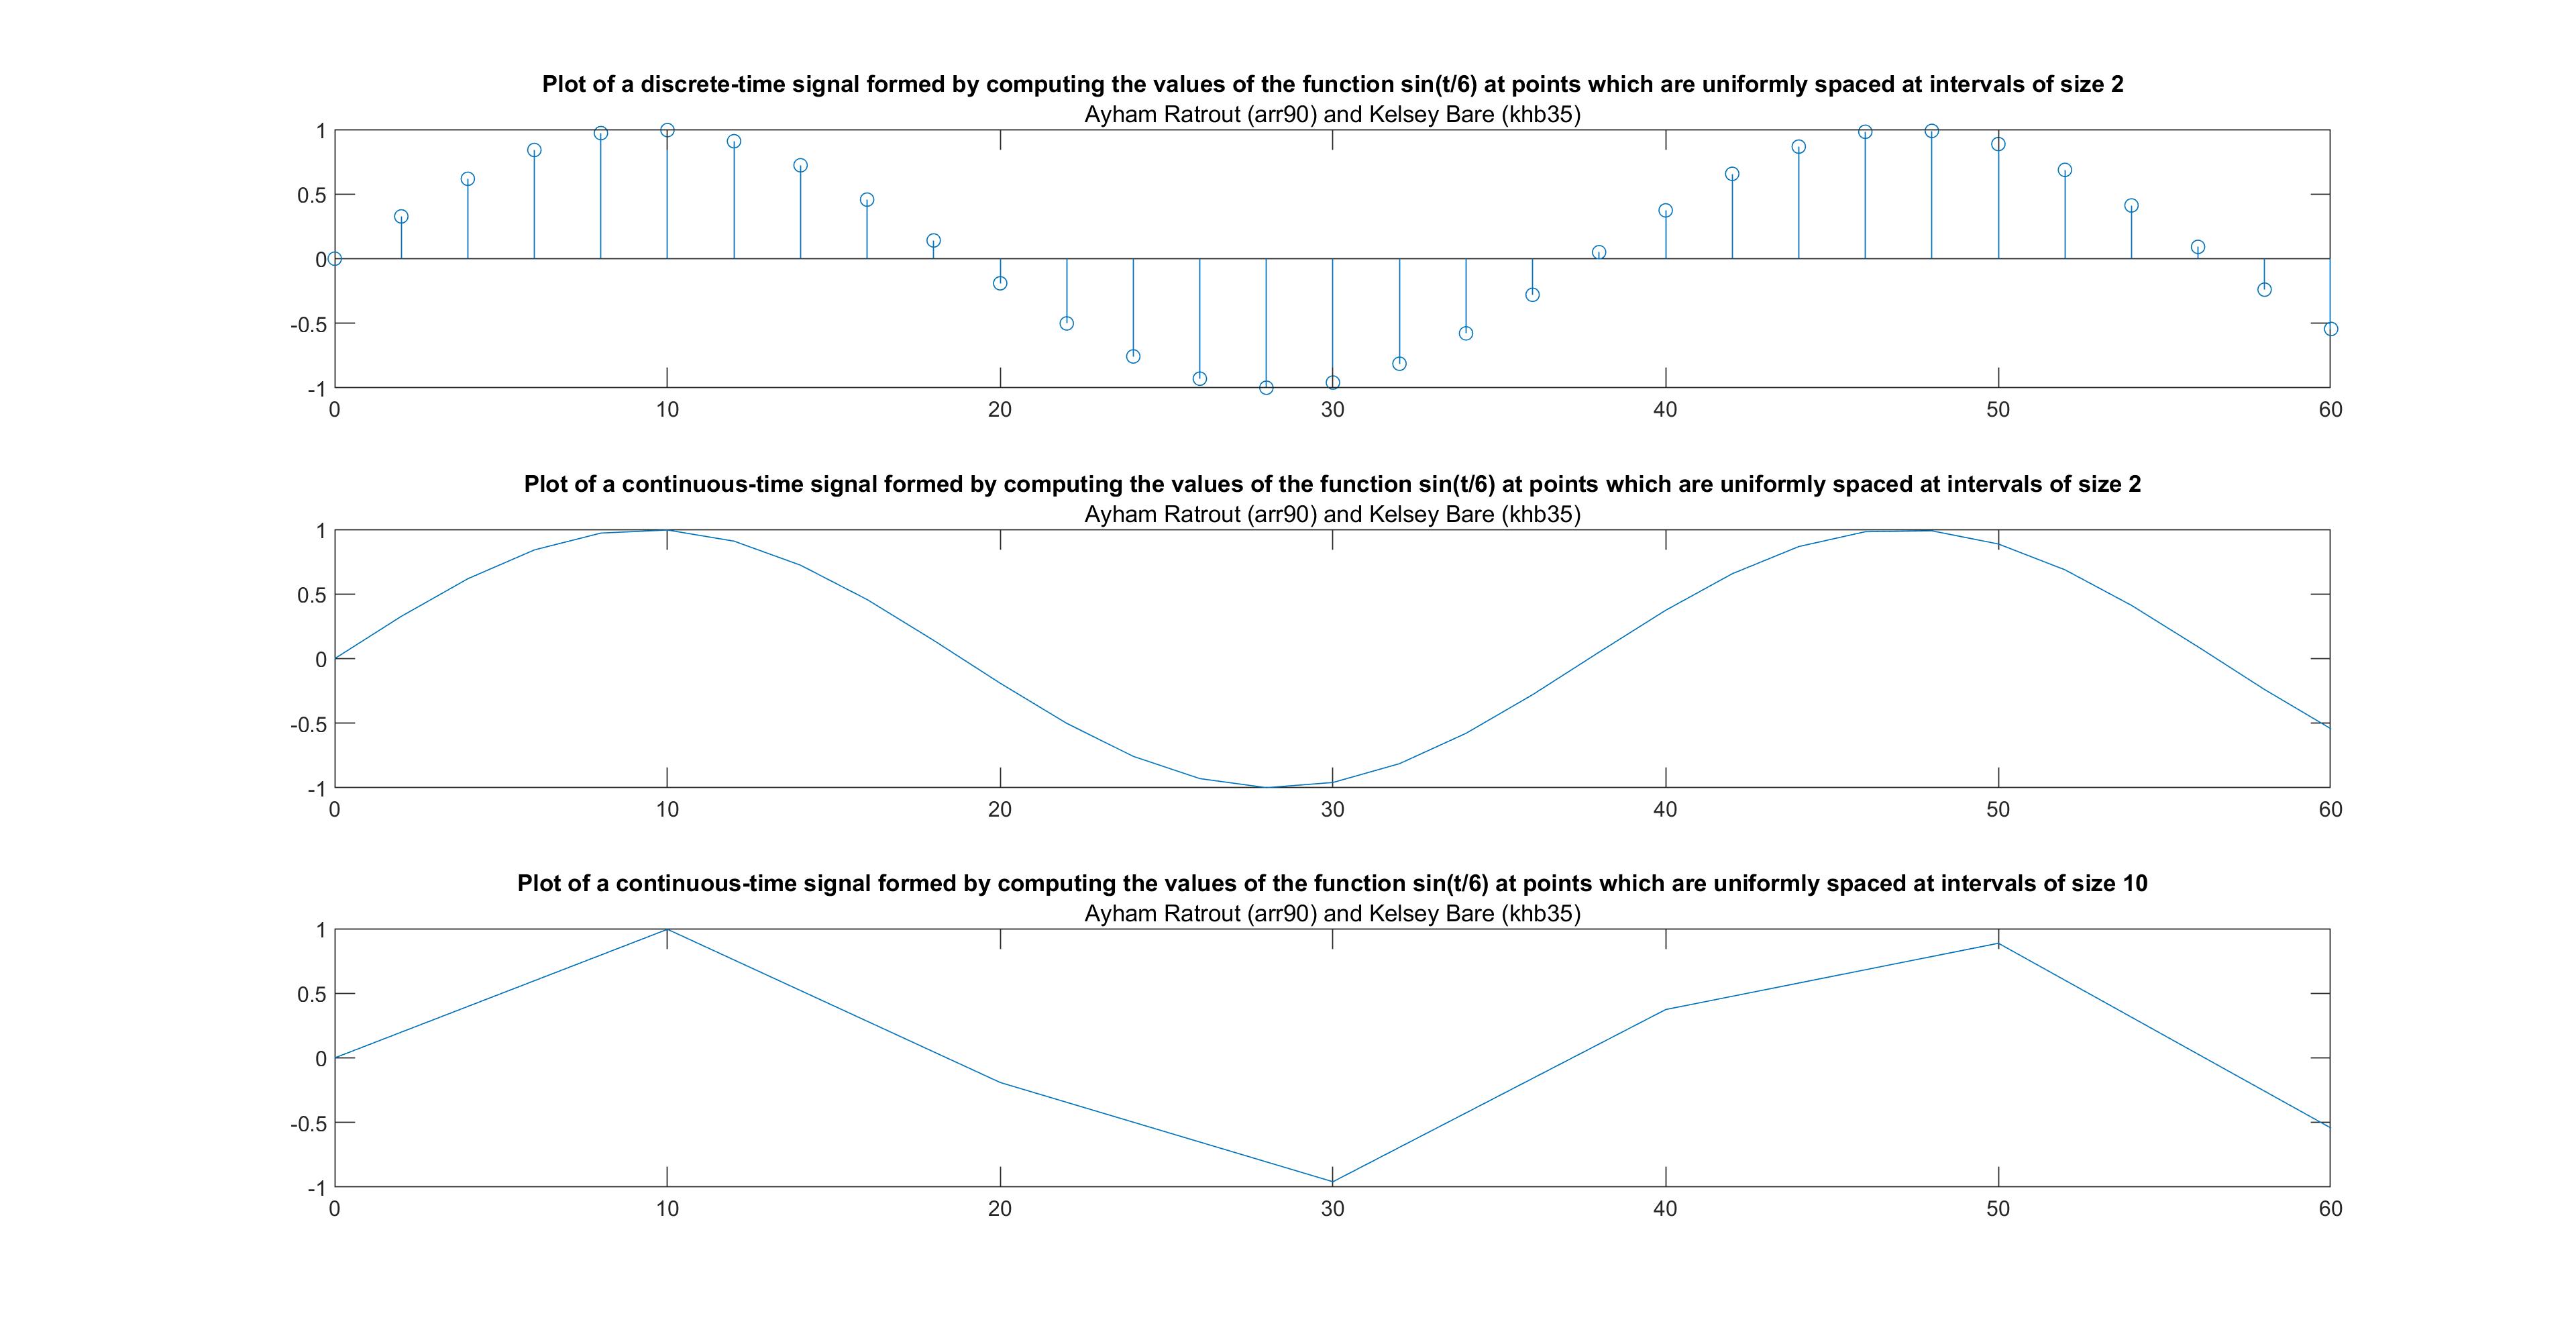 Plot of a discrete-time signal formed by computing the values of the function sin(t/6) at points which are uniformly spaced at intervals of size 2
Ayham Ratrout (arr90) and Kelsey Bare (khb35)
1
0.5
0
-0.5
-1
0 10 20 30 40 50 60
Plot of a continuous-time signal formed by computing the values of the function sin(t/6) at points which are uniformly spaced at intervals of size 2
Ayham Ratrout (arr90) and Kelsey Bare (khb35)
1
0.5
0
-0.5
-1
0 10 20 30 40 50 60
Plot of a continuous-time signal formed by computing the values of the function sin(t/6) at points which are uniformly spaced at intervals of size 10
Ayham Ratrout (arr90) and Kelsey Bare (khb35)
1
0.5
0
-0.5
-1
0 10 20 30 40 50 60